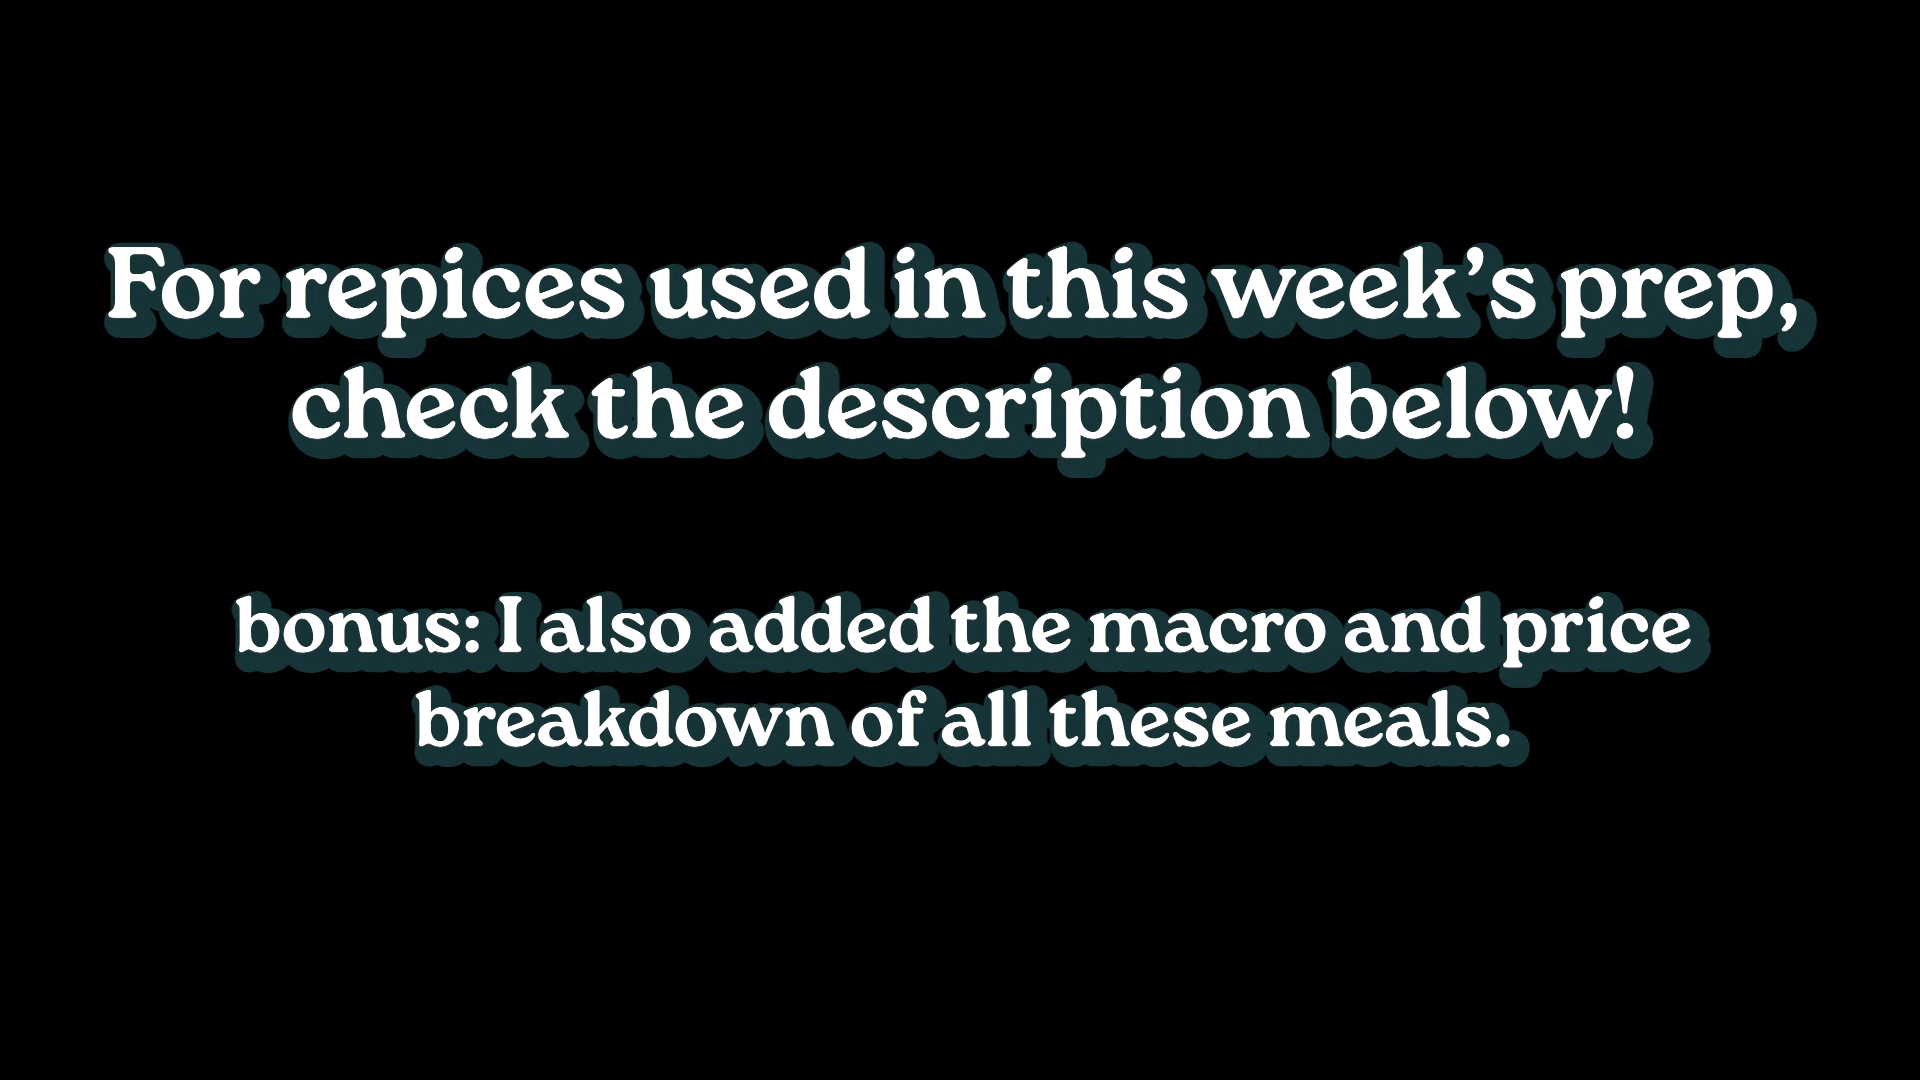 For repices used in this week’s prep,
check the description below!
bonus: I also added the macro and price
breakdown of all these meals.